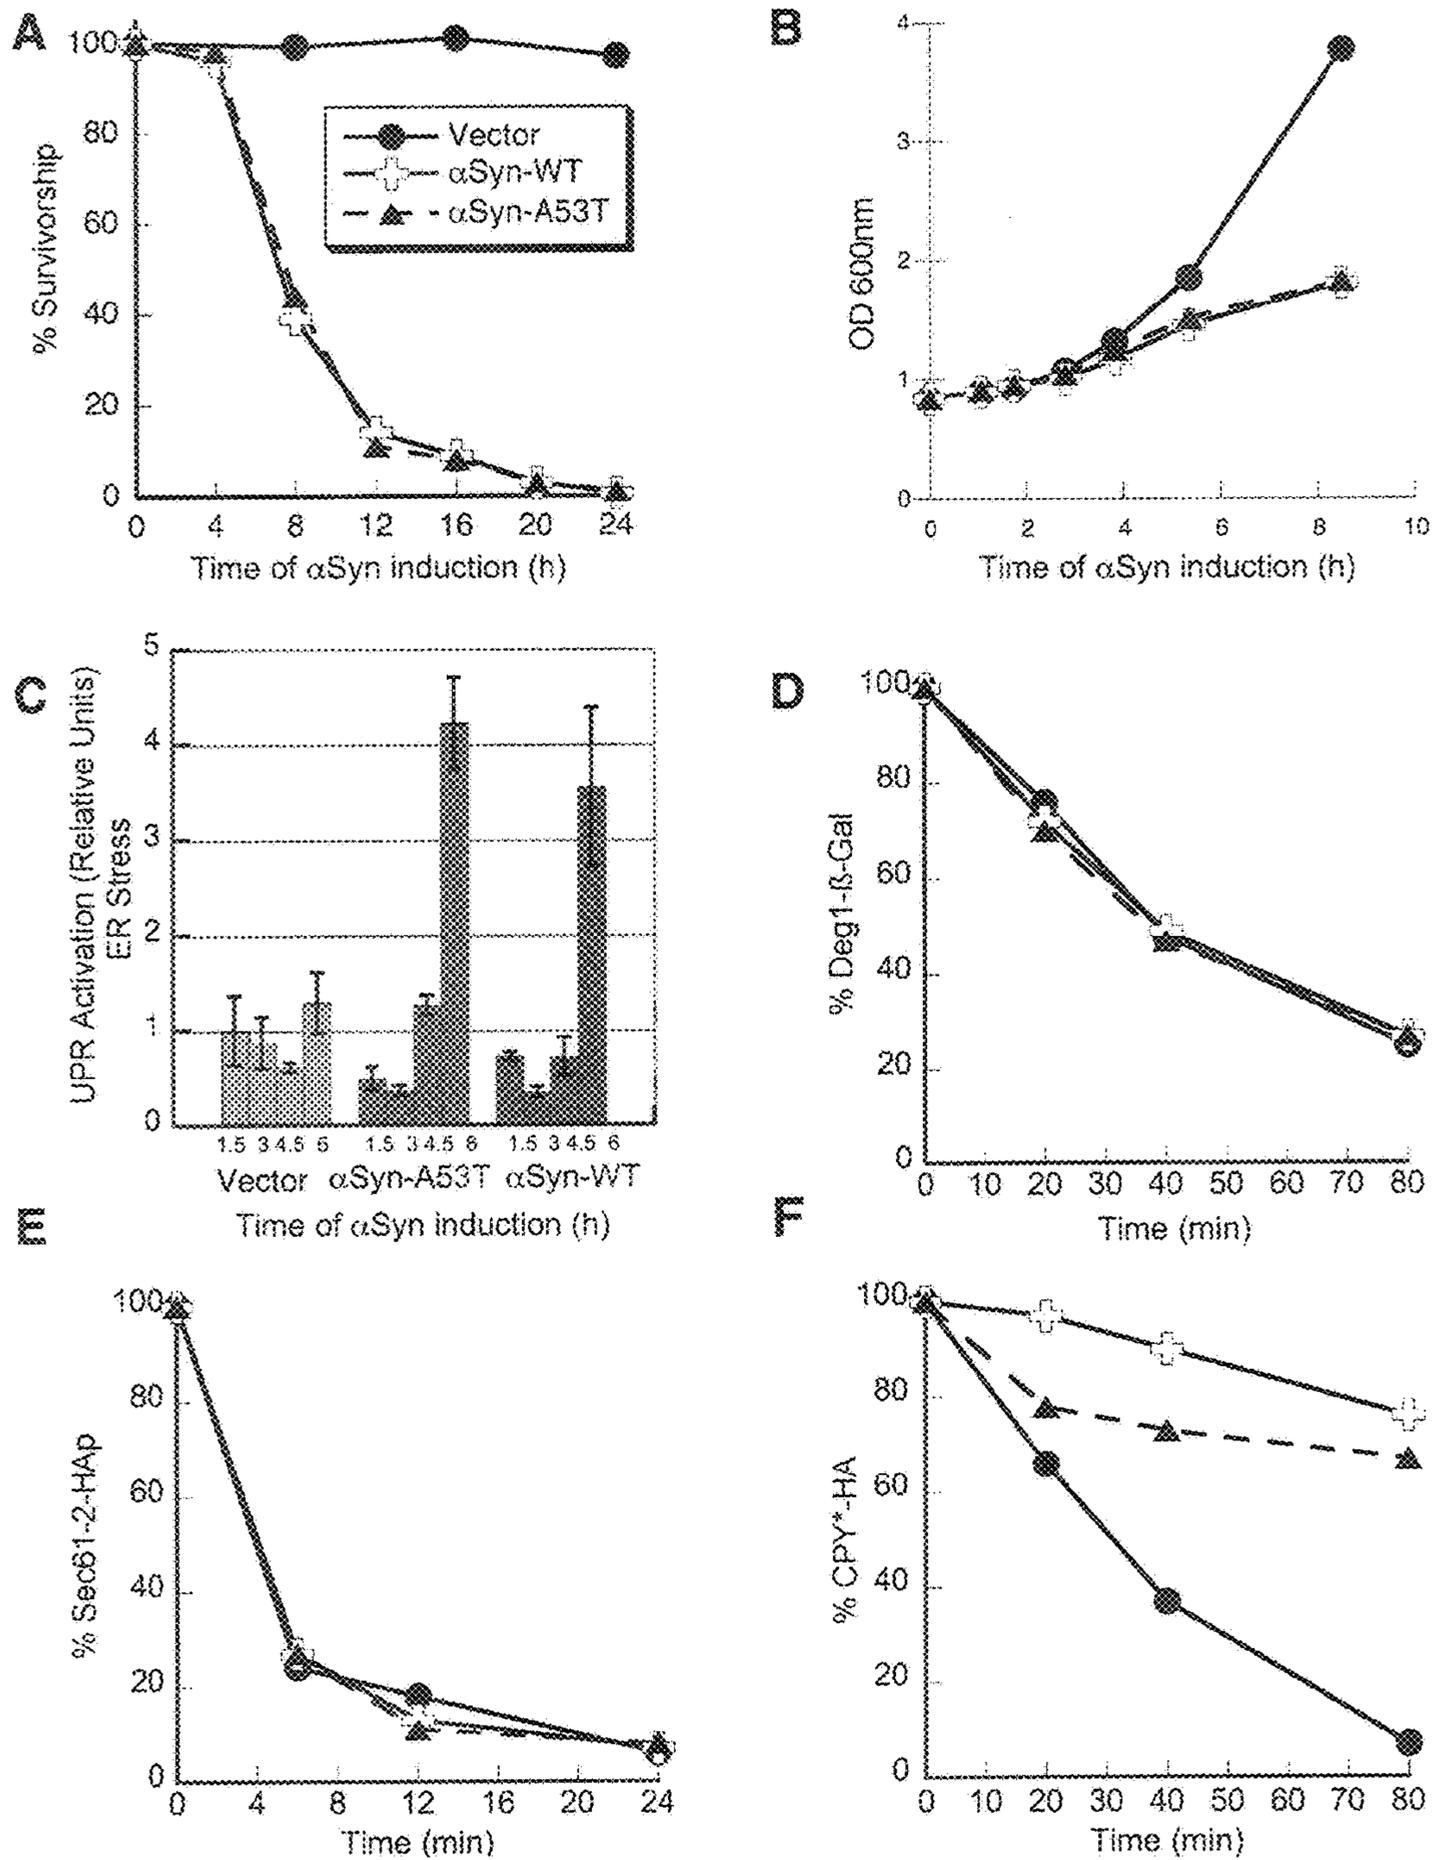 A
% Survivorship
100
80
60
40
20
0
Vector
αSyn-WT
αSyn-A53T
0 4 8 12 16 20 24
Time of αSyn induction (h)
B
OD 600nm
4
3
2
1
0
0 2 4 6 8 10
Time of αSyn induction (h)
C
UPR Activation (Relative Units)
ER Stress
5
4
3
2
1
0
1.5 3 4.5 6 1.5 3 4.5 6 1.5 3 4.5 6
Vector αSyn-A53T αSyn-WT
Time of αSyn induction (h)
D
% Deg1-ß-Gal
100
80
60
40
20
0
0 10 20 30 40 50 60 70 80
Time (min)
E
% Sec61-2-HAp
100
80
60
40
20
0
0 4 8 12 16 20 24
Time (min)
F
% CPY*-HA
100
80
60
40
20
0
0 10 20 30 40 50 60 70 80
Time (min)